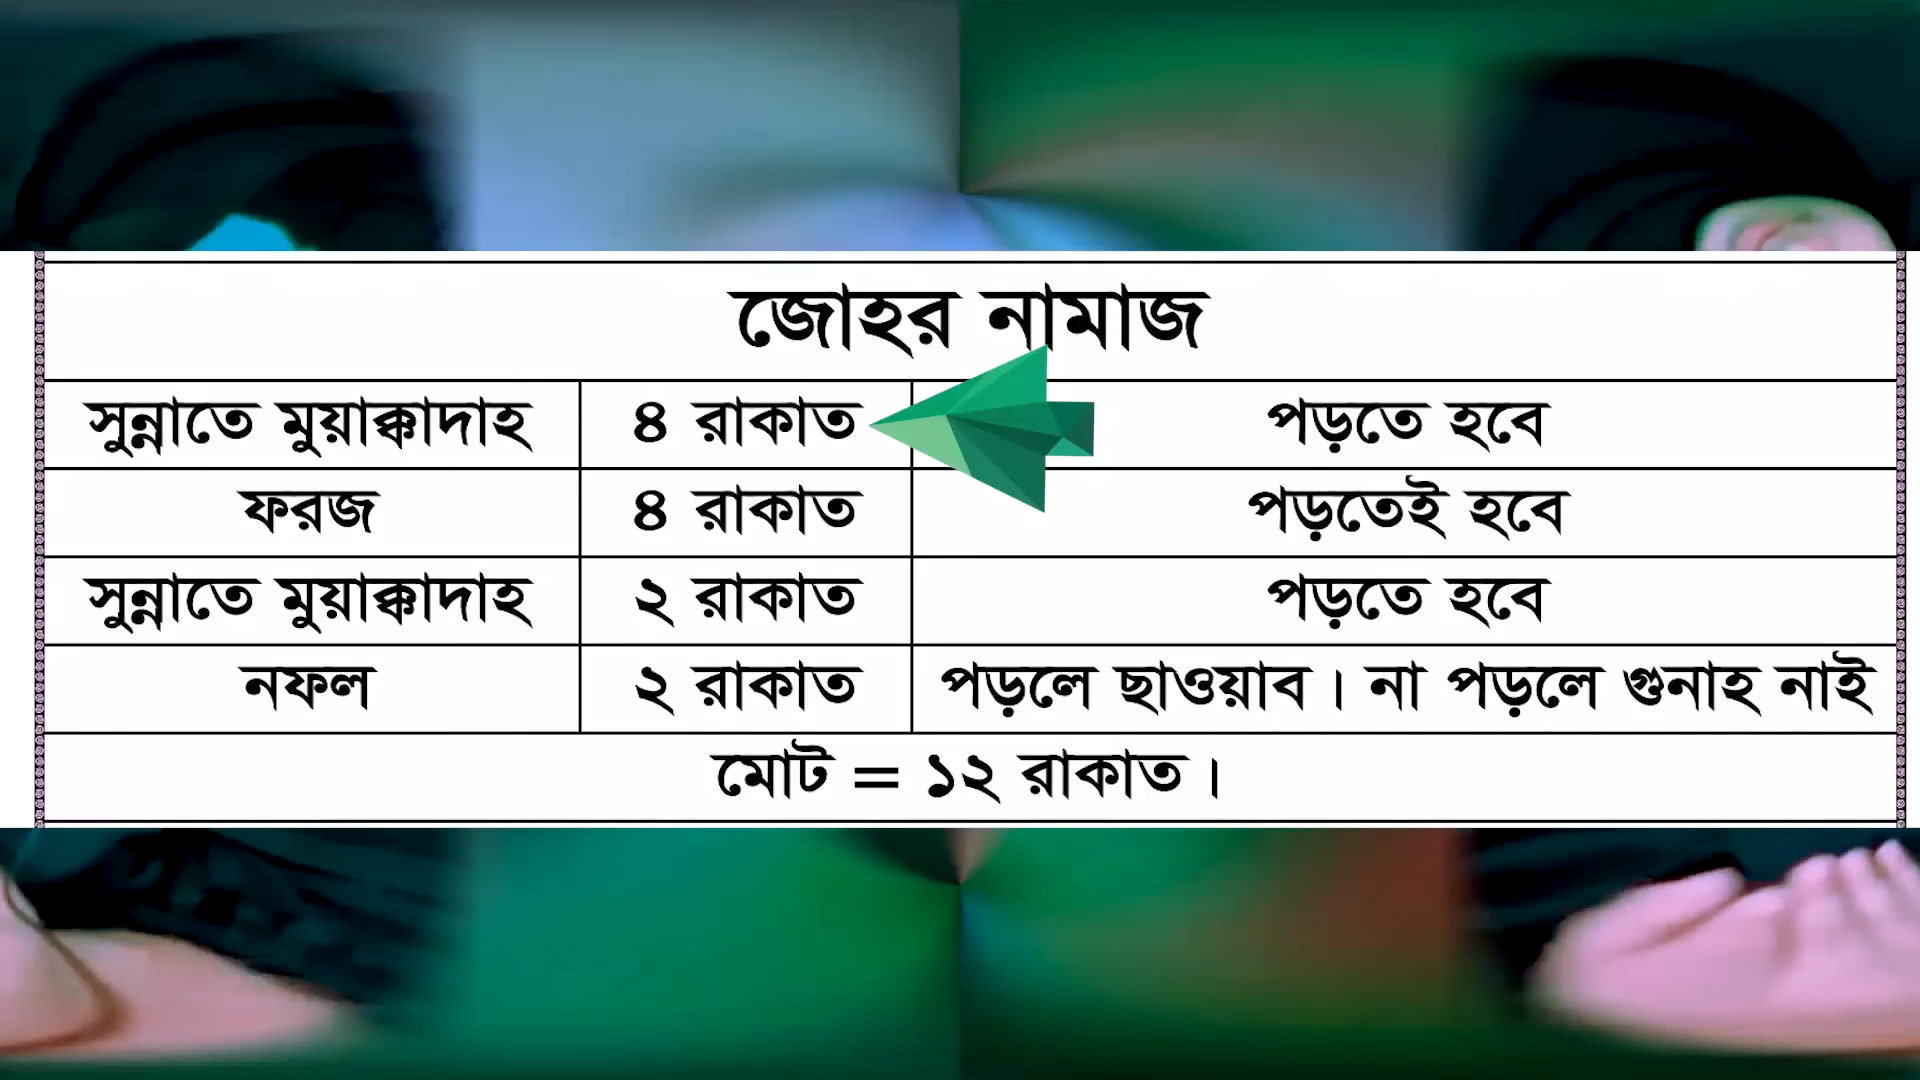 জোহর নামাজ
সুন্নাতে মুয়াক্কাদাহ ৪ রাকাত পড়তে হবে
ফরজ ৪ রাকাত পড়তেই হবে
সুন্নাতে মুয়াক্কাদাহ ২ রাকাত পড়তে হবে
নফল ২ রাকাত পড়লে ছাওয়াব। না পড়লে গুনাহ নাই
মোট = ১২ রাকাত।